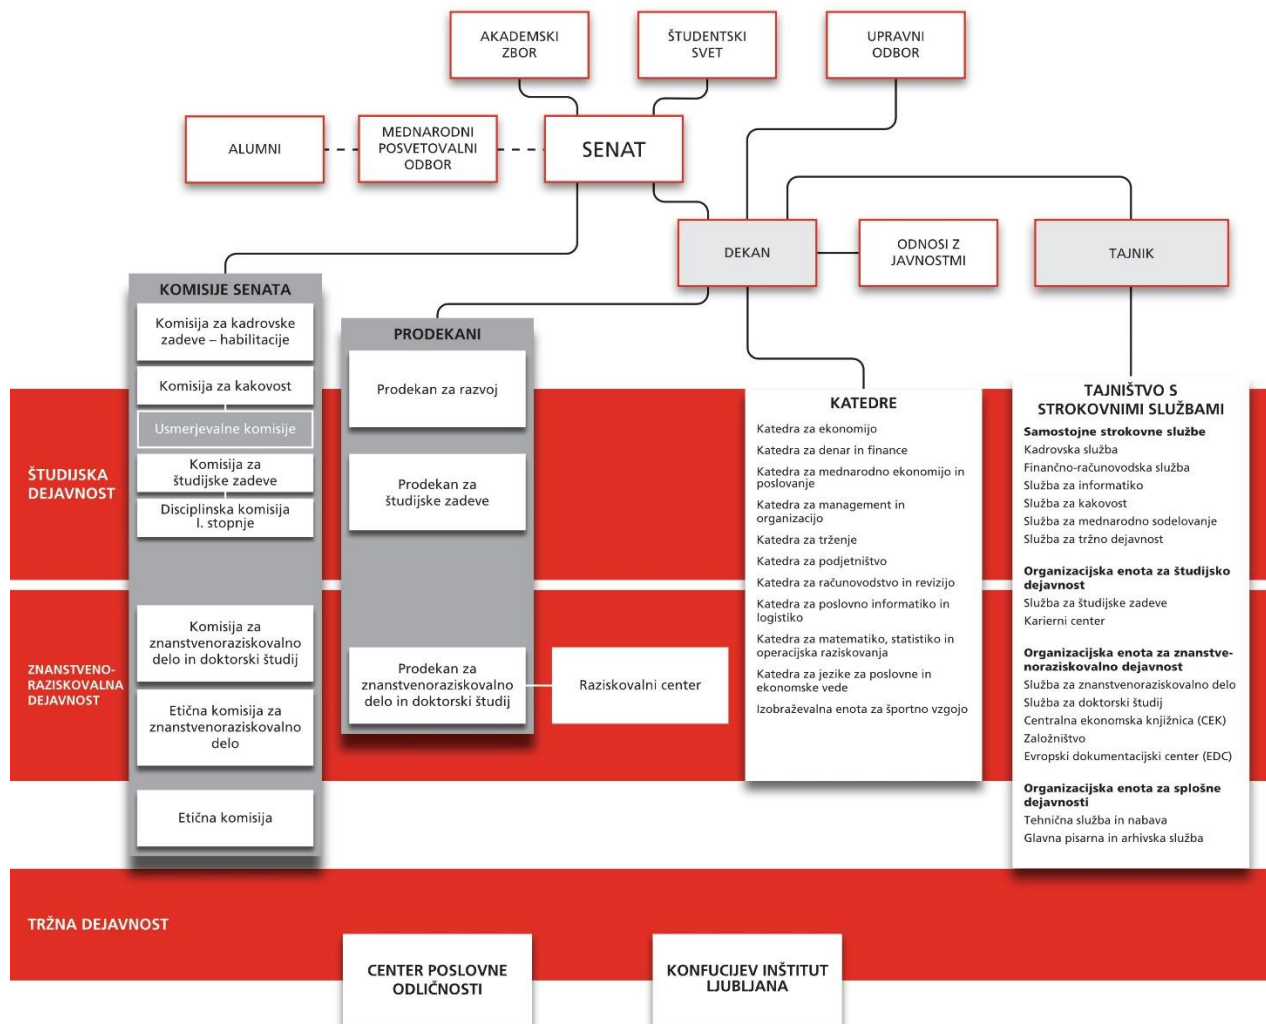 AKADEMSKI
ZBOR
ŠTUDENTSKI
SVET
UPRAVNI
ODBOR
ALUMNI
MEDNARODNI
POSVETOVALNI
ODBOR
SENAT
DEKAN
ODNOSI Z
JAVNOSTMI
TAJNIK
KOMISIJE SENATA
Komisija za kadrovske
zadeve – habilitacije
Komisija za kakovost
Usmerjevalne komisije
Komisija za
študijske zadeve
Disciplinska komisija
I. stopnje
Komisija za
znanstvenoraziskovalno
delo in doktorski študij
Etična komisija za
znanstvenoraziskovalno
delo
Etična komisija
PRODEKANI
Prodekan za razvoj
Prodekan za
študijske zadeve
Prodekan za
znanstvenoraziskovalno
delo in doktorski študij
Raziskovalni center
KATEDRE
Katedra za ekonomijo
Katedra za denar in finance
Katedra za mednarodno ekonomijo in
poslovanje
Katedra za management in
organizacijo
Katedra za trženje
Katedra za podjetništvo
Katedra za računovodstvo in revizijo
Katedra za poslovno informatiko in
logistiko
Katedra za matematiko, statistiko in
operacijska raziskovanja
Katedra za jezike za poslovne in
ekonomske vede
Izobraževalna enota za športno vzgojo
TAJNIŠTVO S
STROKOVNIMI SLUŽBAMI
Samostojne strokovne službe
Kadrovska služba
Finančno-računovodska služba
Služba za informatiko
Služba za kakovost
Služba za mednarodno sodelovanje
Služba za tržno dejavnost
Organizacijska enota za študijsko
dejavnost
Služba za študijske zadeve
Karierni center
Organizacijska enota za znanstve-
noraziskovalno dejavnost
Služba za znanstvenoraziskovalno delo
Služba za doktorski študij
Centralna ekonomska knjižnica (CEK)
Založništvo
Evropski dokumentacijski center (EDC)
Organizacijska enota za splošne
dejavnosti
Tehnična služba in nabava
Glavna pisarna in arhivska služba
ŠTUDIJSKA
DEJAVNOST
ZNANSTVENO-
RAZISKOVALNA
DEJAVNOST
TRŽNA DEJAVNOST
CENTER POSLOVNE
ODLIČNOSTI
KONFUCIJEV INŠTITUT
LJUBLJANA